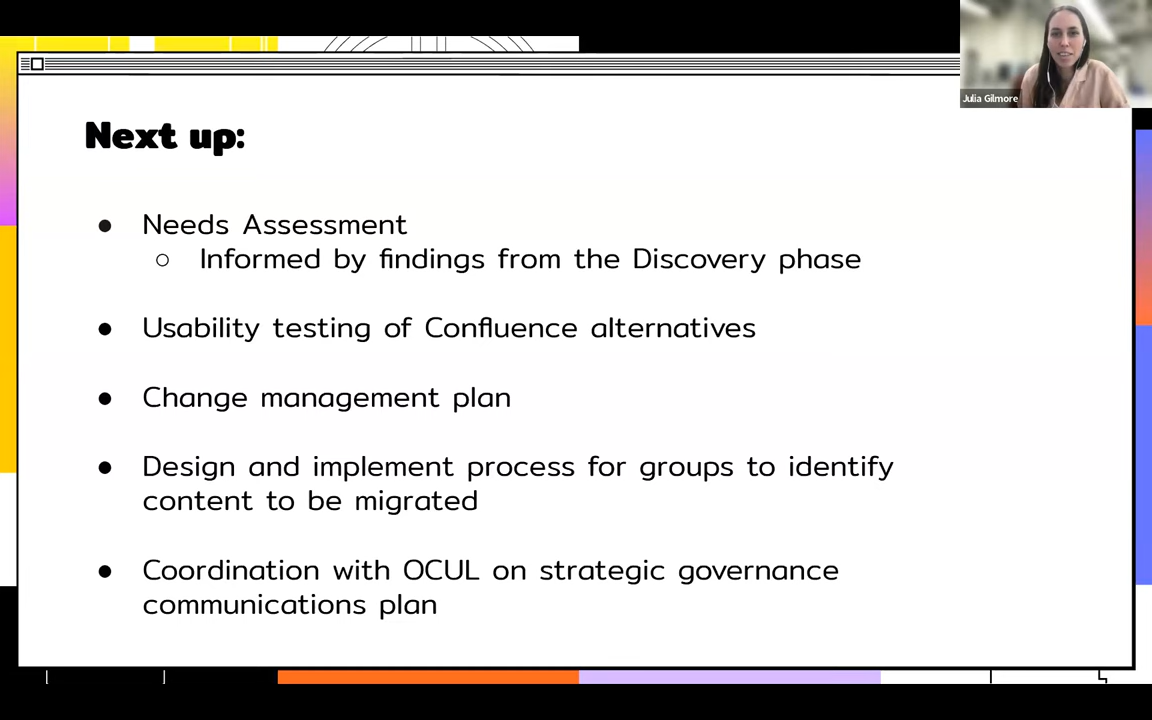 Julia Gilmore
Next up:
● Needs Assessment
○ Informed by findings from the Discovery phase
● Usability testing of Confluence alternatives
● Change management plan
● Design and implement process for groups to identify
content to be migrated
● Coordination with OCUL on strategic governance
communications plan